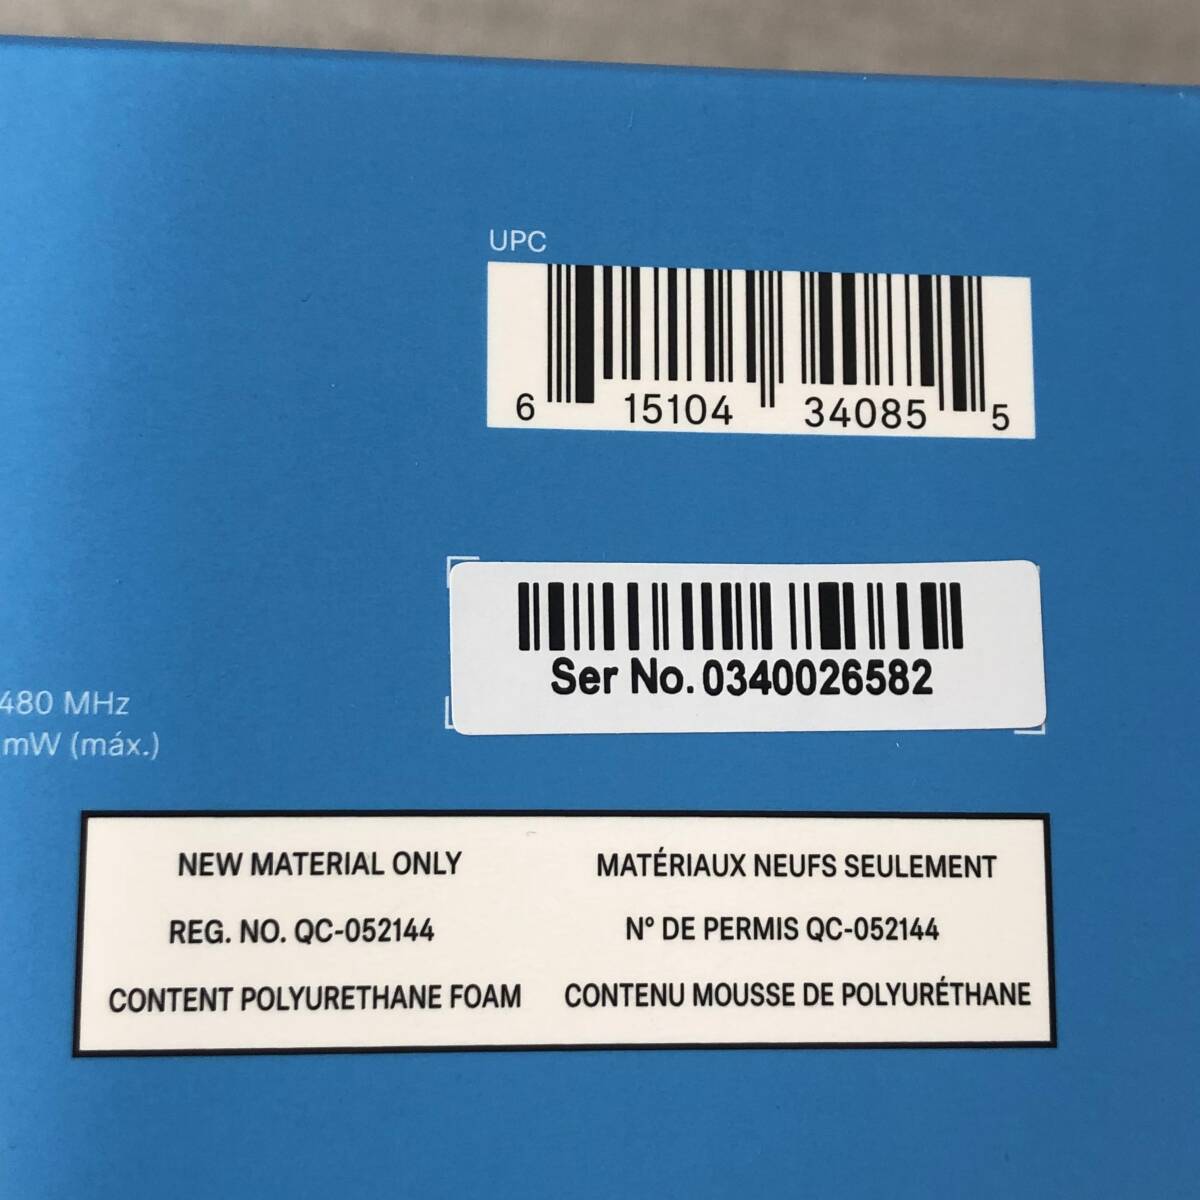 UPC
6 15104 34085 5
Ser No. 0340026582
480 MHz
mW (máx.)
NEW MATERIAL ONLY
REG. NO. QC-052144
CONTENT POLYURETHANE FOAM
MATÉRIAUX NEUFS SEULEMENT
N° DE PERMIS QC-052144
CONTENU MOUSSE DE POLYURÉTHANE